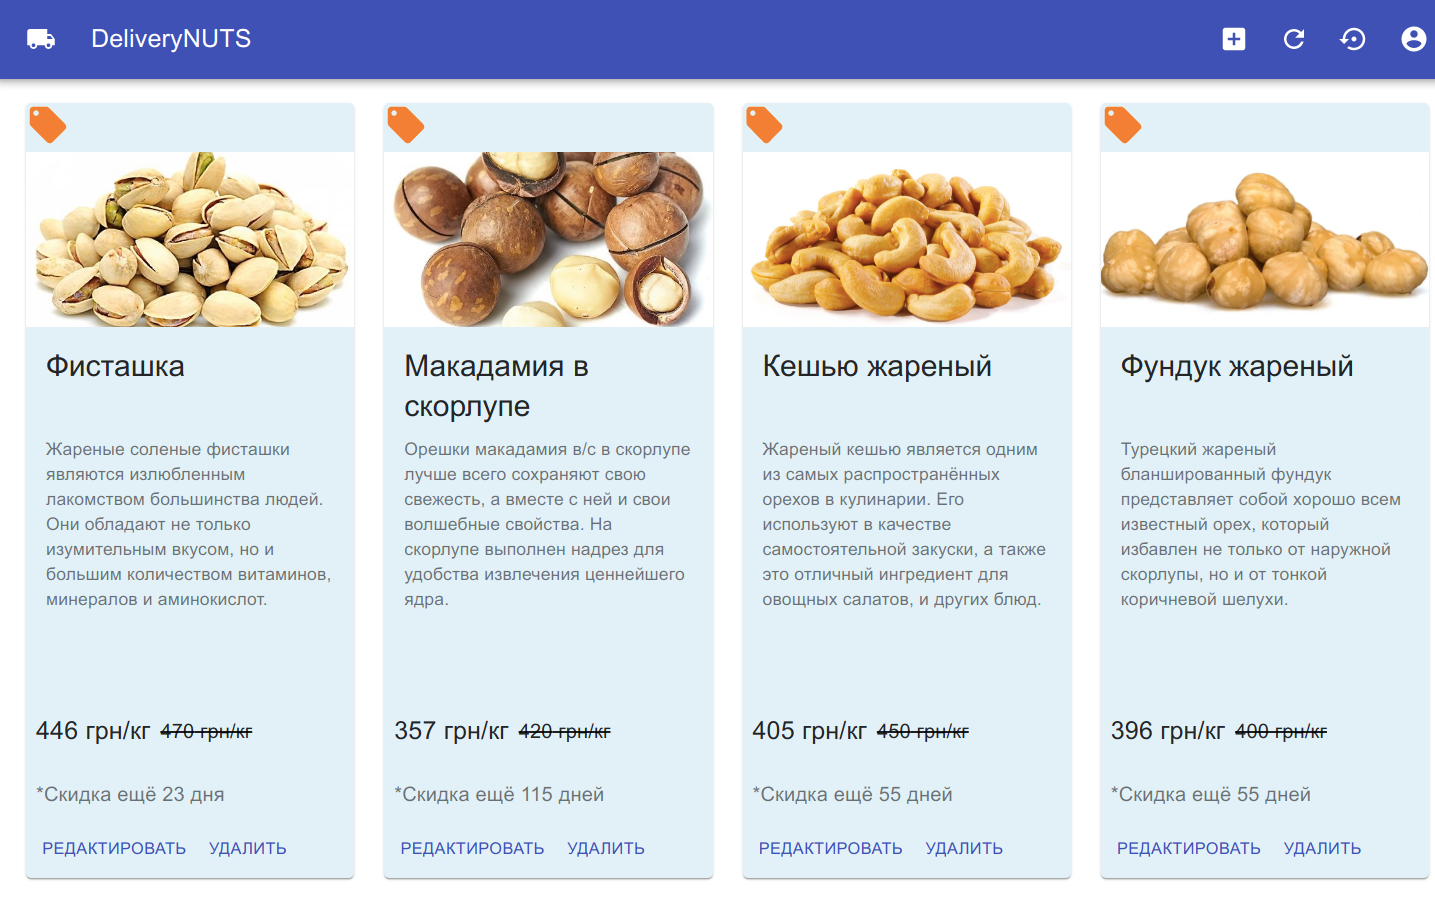 DeliveryNUTS
Фисташка
Жареные соленые фисташки
являются излюбленным
лакомством большинства людей.
Они обладают не только
изумительным вкусом, но и
большим количеством витаминов,
минералов и аминокислот.
446 грн/кг 470 грн/кг
*Скидка ещё 23 дня
РЕДАКТИРОВАТЬ УДАЛИТЬ
Макадамия в
скорлупе
Орешки макадамия в/с в скорлупе
лучше всего сохраняют свою
свежесть, а вместе с ней и свои
волшебные свойства. На
скорлупе выполнен надрез для
удобства извлечения ценнейшего
ядра.
357 грн/кг 420 грн/кг
*Скидка ещё 115 дней
РЕДАКТИРОВАТЬ УДАЛИТЬ
Кешью жареный
Жареный кешью является одним
из самых распространённых
орехов в кулинарии. Его
используют в качестве
самостоятельной закуски, а также
это отличный ингредиент для
овощных салатов, и других блюд.
405 грн/кг 450 грн/кг
*Скидка ещё 55 дней
РЕДАКТИРОВАТЬ УДАЛИТЬ
Фундук жареный
Турецкий жареный
бланшированный фундук
представляет собой хорошо всем
известный орех, который
избавлен не только от наружной
скорлупы, но и от тонкой
коричневой шелухи.
396 грн/кг 400 грн/кг
*Скидка ещё 55 дней
РЕДАКТИРОВАТЬ УДАЛИТЬ